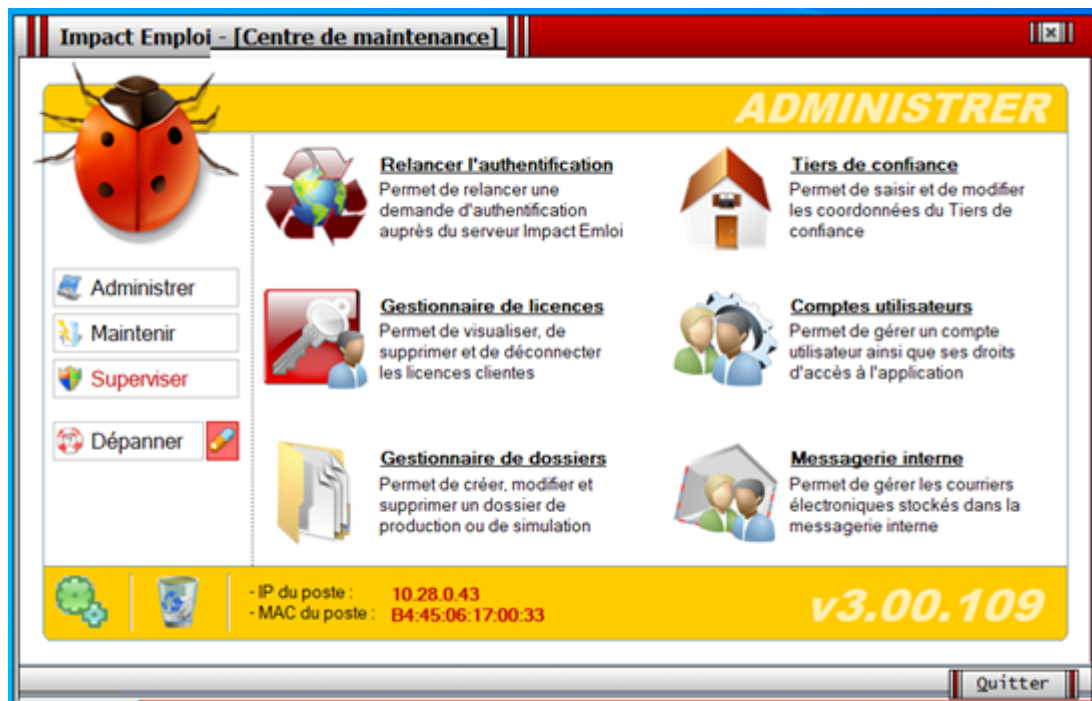 Impact Emploi - [Centre de maintenance]
ADMINISTRER
Relancer l'authentification
Permet de relancer une
demande d'authentification
auprès du serveur Impact Emloi
Tiers de confiance
Permet de saisir et de modifier
les coordonnées du Tiers de
confiance
Administrer
Maintenir
Superviser
Dépanner
Gestionnaire de licences
Permet de visualiser, de
supprimer et de déconnecter
les licences clientes
Comptes utilisateurs
Permet de gérer un compte
utilisateur ainsi que ses droits
d'accès à l'application
Gestionnaire de dossiers
Permet de créer, modifier et
supprimer un dossier de
production ou de simulation
Messagerie interne
Permet de gérer les courriers
électroniques stockés dans la
messagerie interne
- IP du poste : 10.28.0.43
- MAC du poste : B4:45:06:17:00:33
v3.00.109
Quitter